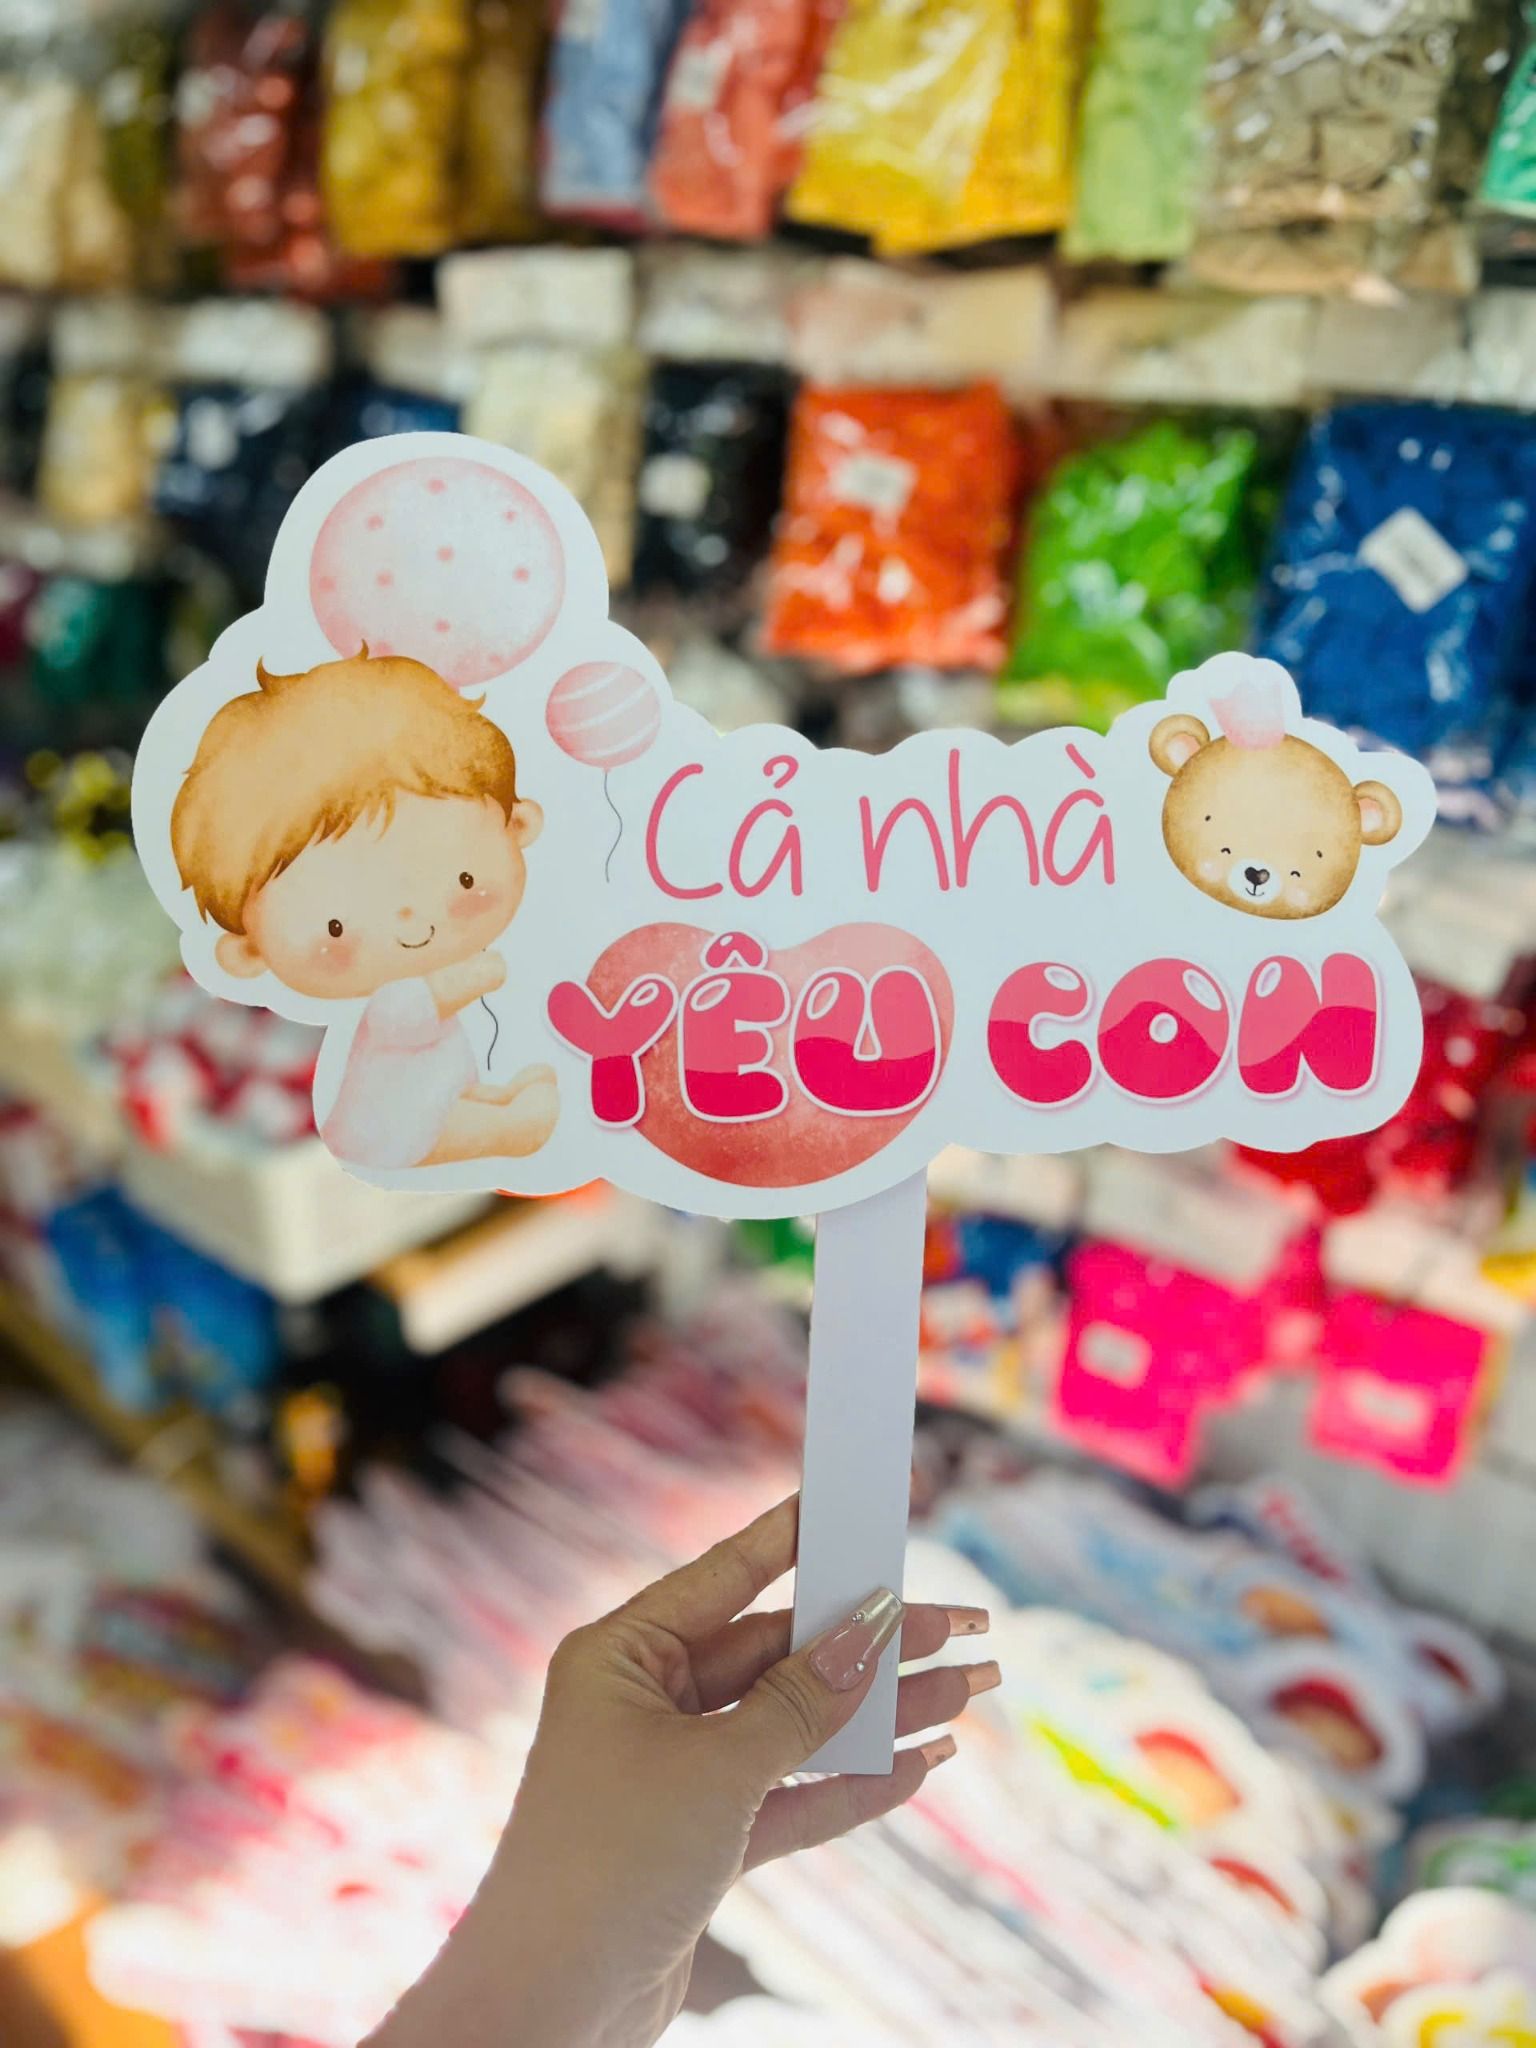 Cả nhà
YÊU CON